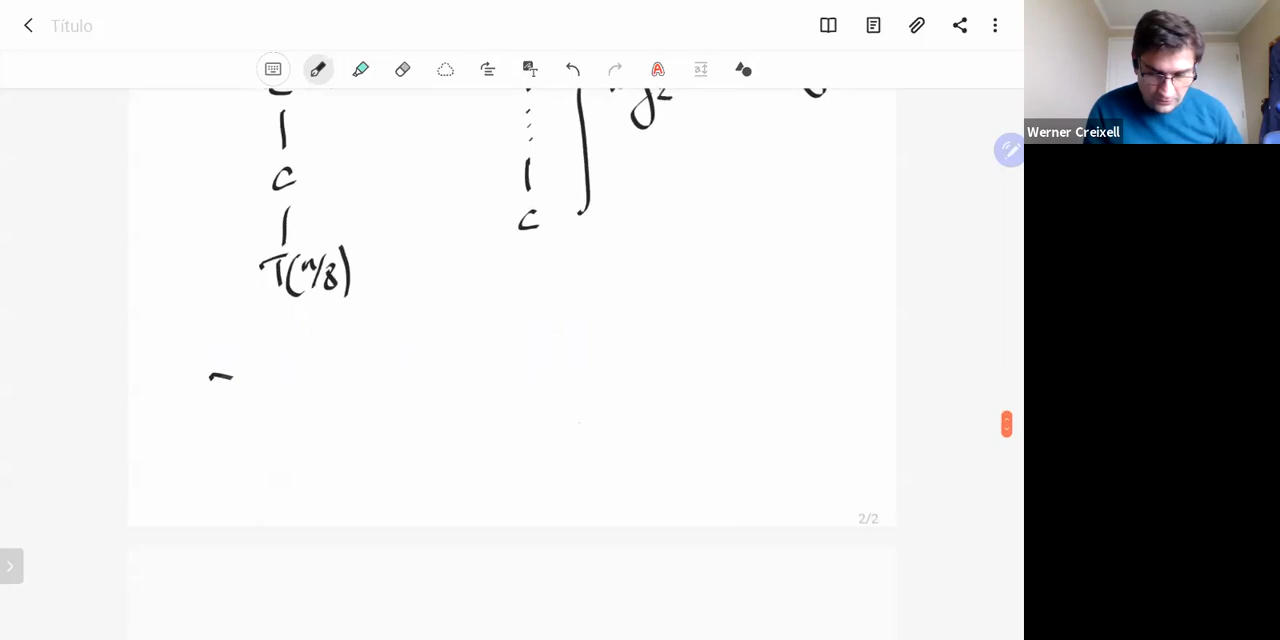 Título
Werner Creixell
|
c
|
T(n/8)
|
c
2/2